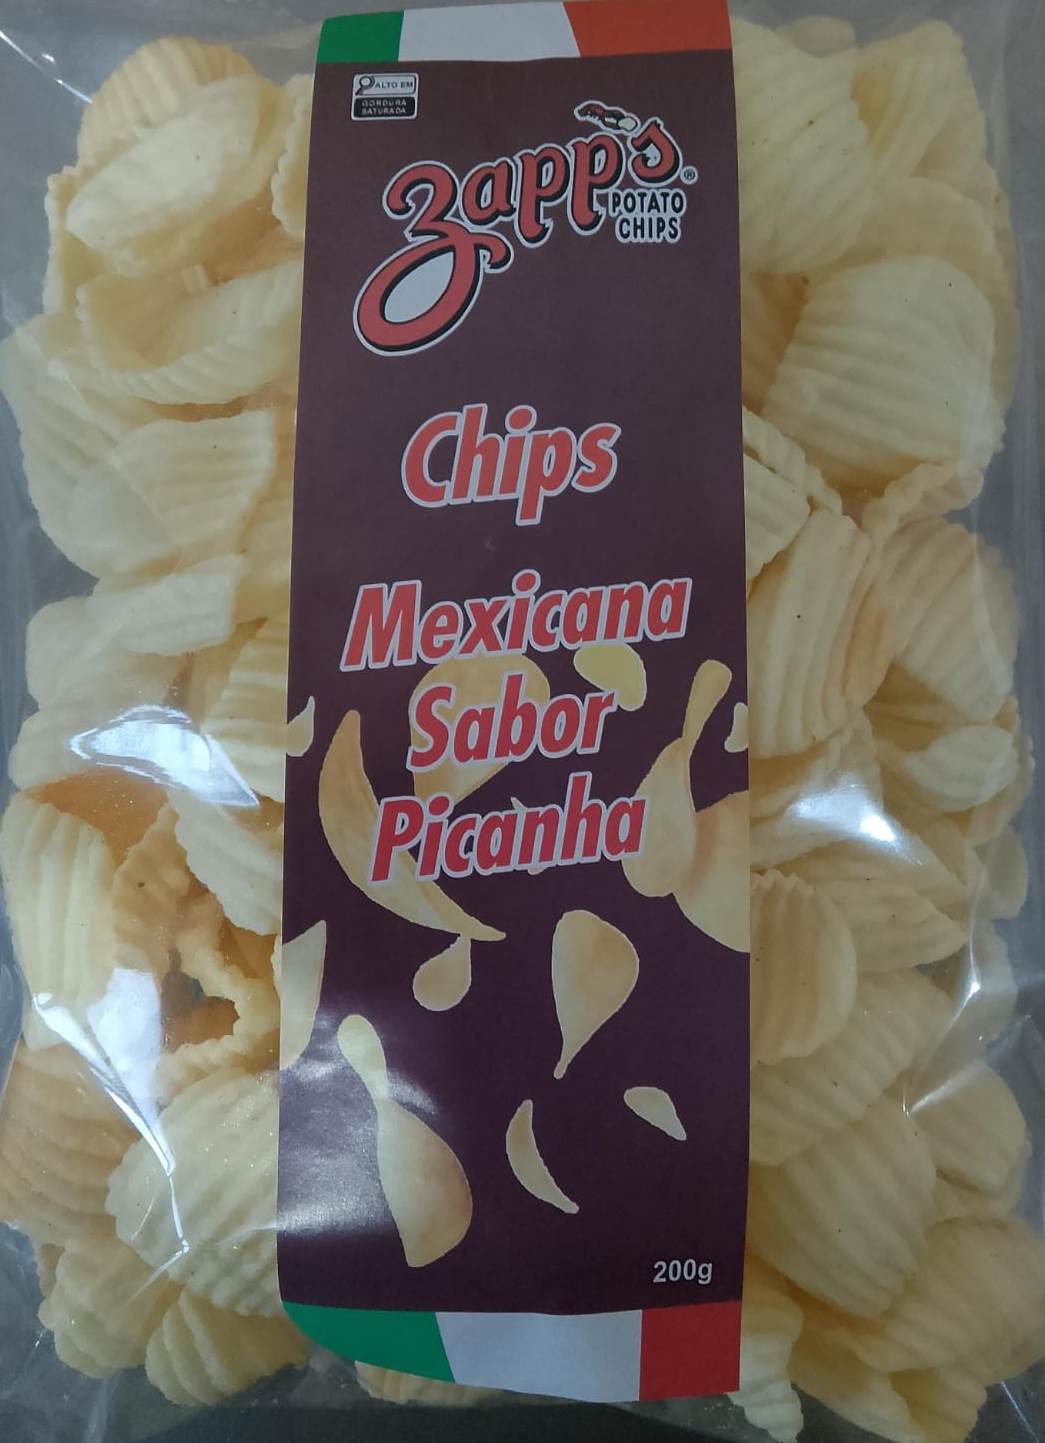 ALTO EM
GORDURA
SATURADA
Zapp's®
POTATO
CHIPS
Chips
Mexicana
Sabor
Picanha
200g